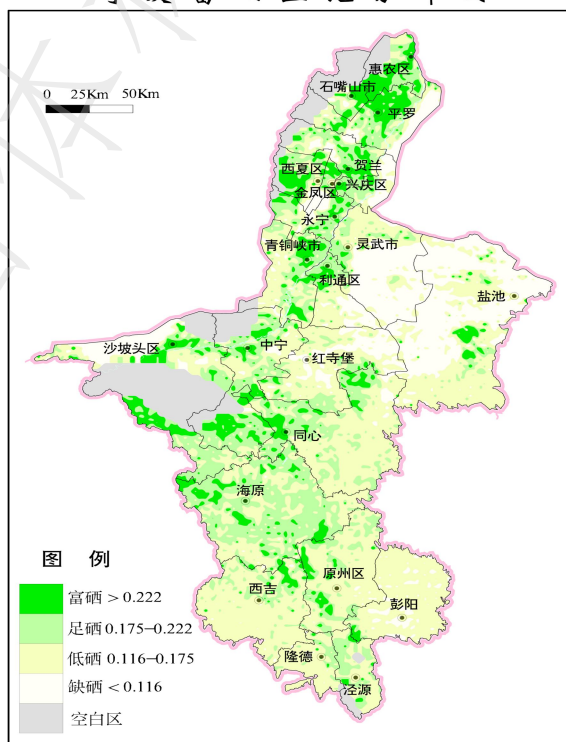 惠农区
石嘴山市
0 25Km 50Km
平罗
贺兰
西夏区
兴庆区
金凤区
永宁
青铜峡市
灵武市
利通区
盐池
沙坡头区
中宁
红寺堡
同心
海原
图 例
富硒 > 0.222
足硒 0.175–0.222
低硒 0.116–0.175
缺硒 < 0.116
空白区
原州区
西吉
彭阳
隆德
泾源